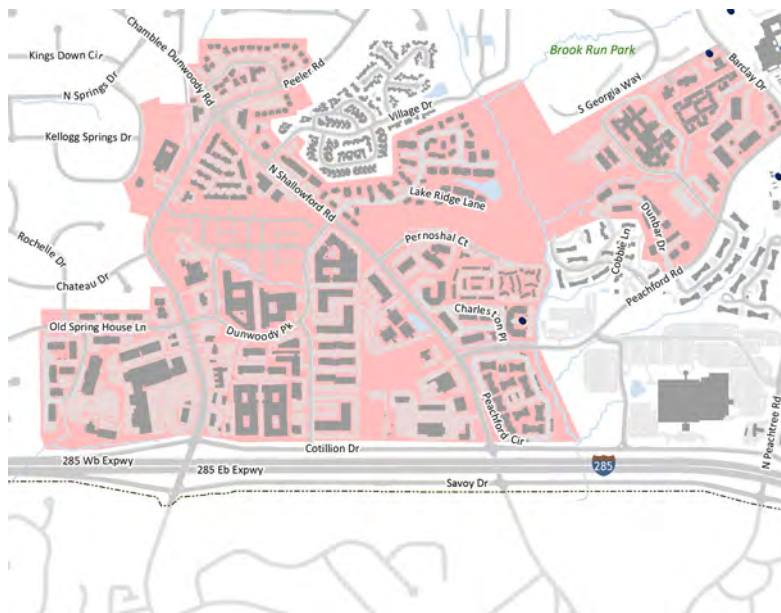 Kings Down Cir
Chamblee Dunwoody Rd
Peeler Rd
Brook Run Park
Barclay Dr
N Springs Dr
Village Dr
S Georgia Way
Kellogg Springs Dr
N Shallowford Rd
Lake Ridge Lane
Dunbar Dr
Rochelle Dr
Pernoshal Ct
Cobble Ln
Chateau Dr
Peachford Rd
Old Spring House Ln
Dunwoody Pk
Charleston Pl
Peachford Cir
N Peachtree Rd
Cotillion Dr
285 Wb Expwy
285 Eb Expwy
285
Savoy Dr